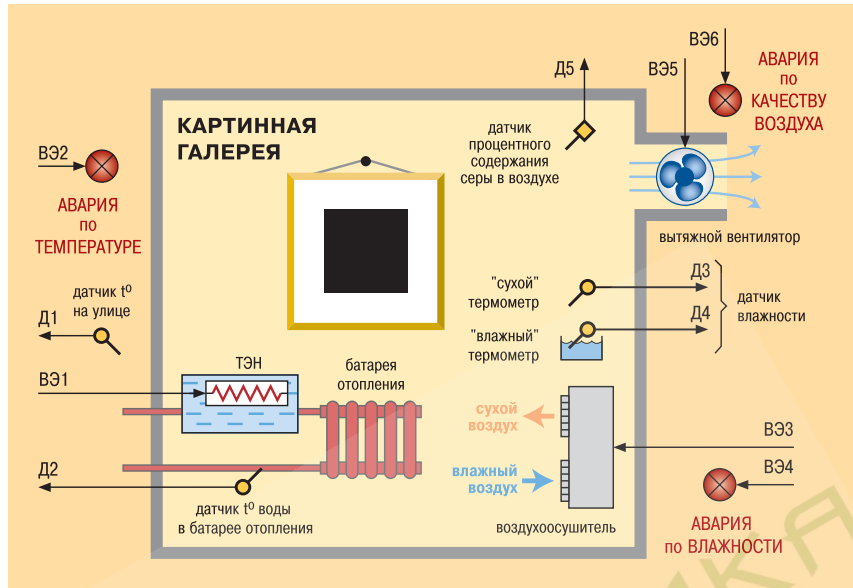 ВЭ6
АВАРИЯ
по
КАЧЕСТВУ
ВОЗДУХА
Д5
ВЭ5
КАРТИННАЯ
ГАЛЕРЕЯ
датчик
процентного
содержания
серы в воздухе
ВЭ2
АВАРИЯ
по
ТЕМПЕРАТУРЕ
вытяжной вентилятор
датчик t⁰
на улице
Д1
"сухой"
термометр
Д3
Д4
датчик
влажности
"влажный"
термометр
ВЭ1
ТЭН
батарея
отопления
сухой
воздух
ВЭ3
Д2
влажный
воздух
ВЭ4
датчик t⁰ воды
в батарее отопления
воздухоосушитель
АВАРИЯ
по ВЛАЖНОСТИ